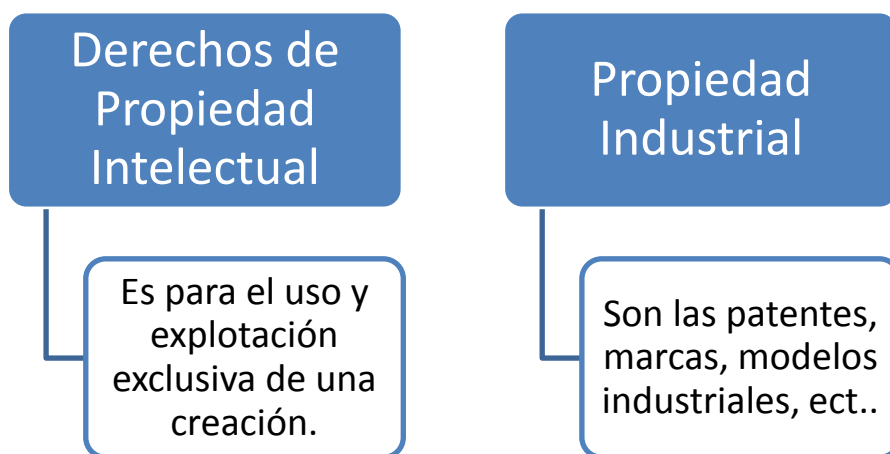 Derechos de
Propiedad
Intelectual
Es para el uso y
explotación
exclusiva de una
creación.
Propiedad
Industrial
Son las patentes,
marcas, modelos
industriales, ect..